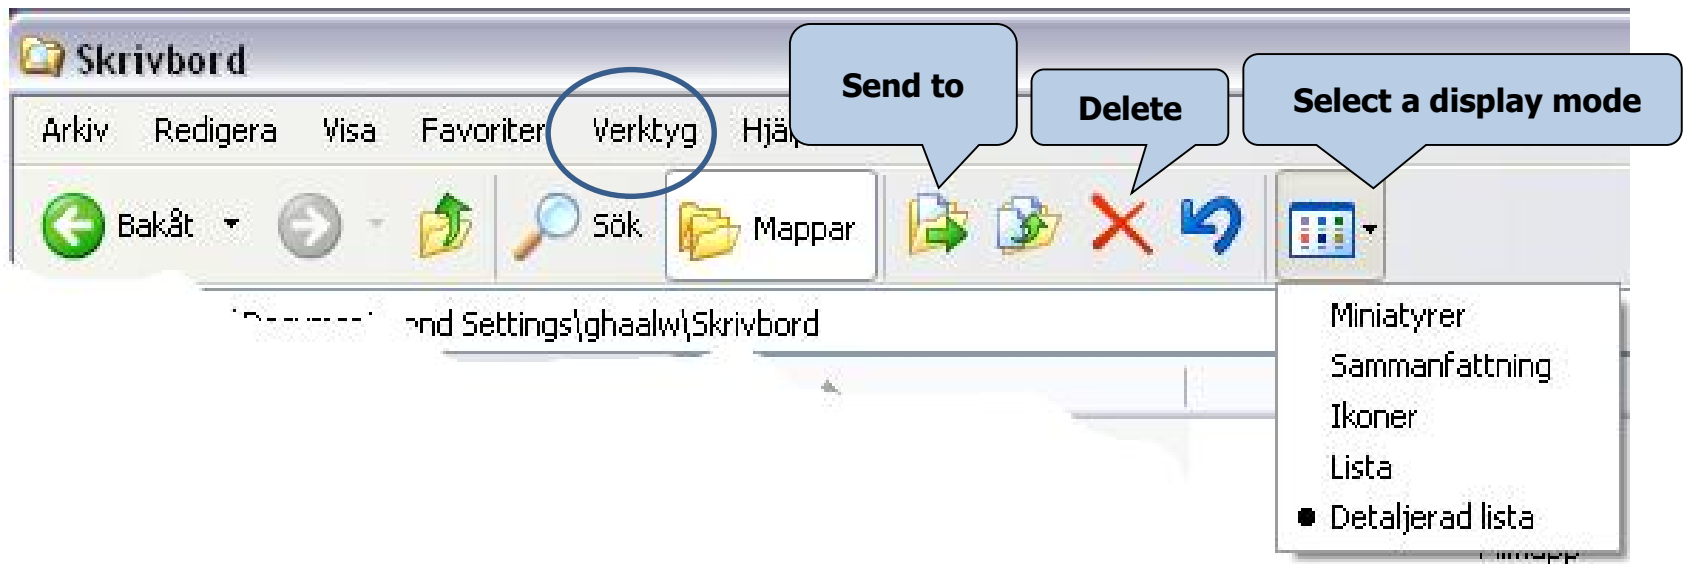 Skrivbord
Send to
Delete
Select a display mode
Arkiv Redigera Visa Favoriter Verktyg
Bakåt Sök Mappar
and Settings\ghaalw\Skrivbord
Miniatyrer
Sammanfattning
Ikoner
Lista
Detaljerad lista